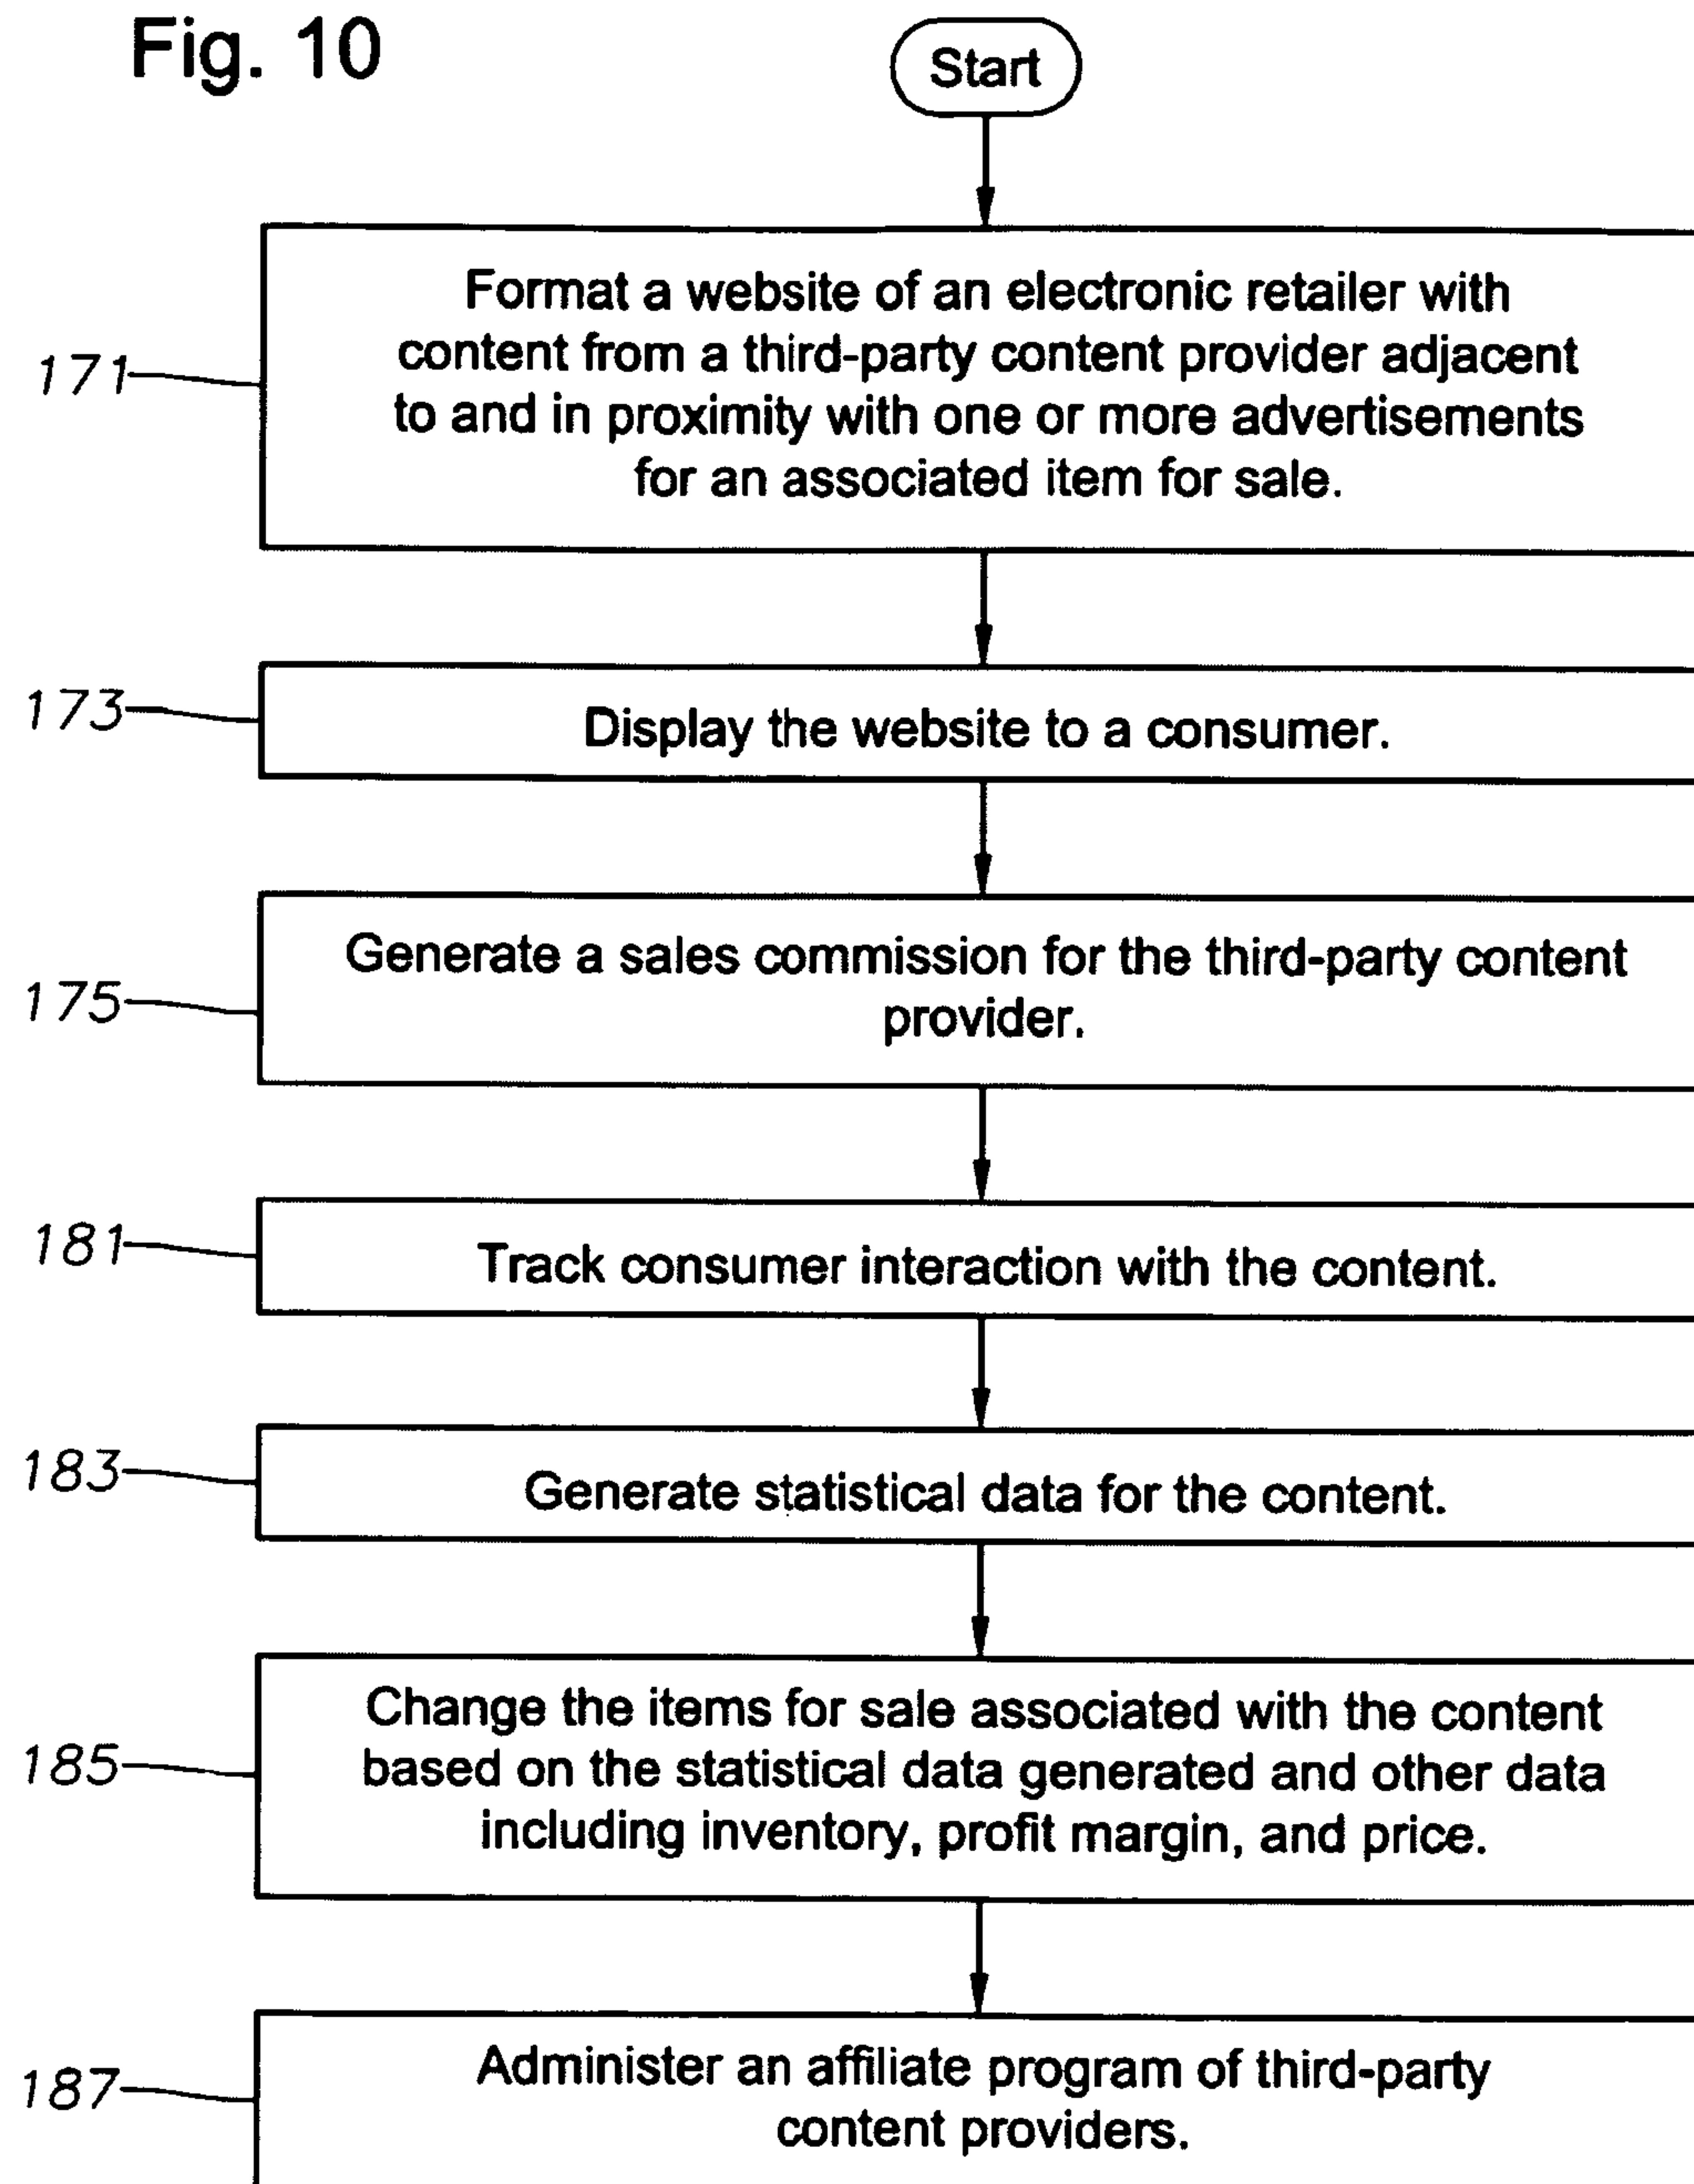 Fig. 10
Start
171
Format a website of an electronic retailer with
content from a third-party content provider adjacent
to and in proximity with one or more advertisements
for an associated item for sale.
173
Display the website to a consumer.
175
Generate a sales commission for the third-party content
provider.
181
Track consumer interaction with the content.
183
Generate statistical data for the content.
185
Change the items for sale associated with the content
based on the statistical data generated and other data
including inventory, profit margin, and price.
187
Administer an affiliate program of third-party
content providers.